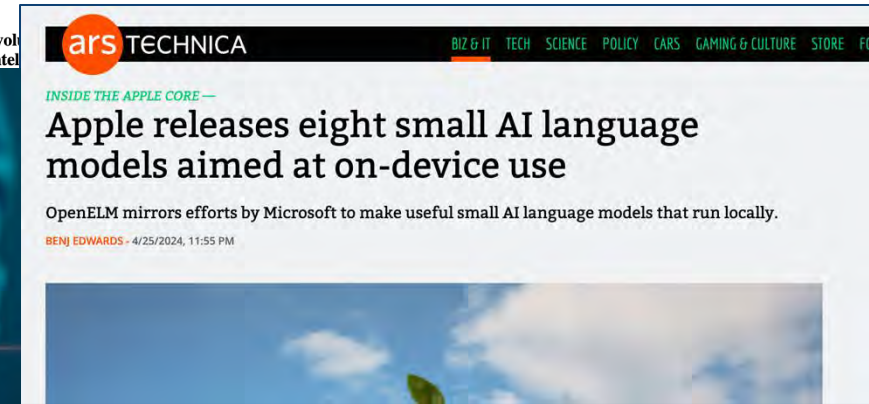 ars TECHNICA
BIZ & IT TECH SCIENCE POLICY CARS GAMING & CULTURE STORE
INSIDE THE APPLE CORE —
Apple releases eight small AI language
models aimed at on-device use
OpenELM mirrors efforts by Microsoft to make useful small AI language models that run locally.
BENJ EDWARDS - 4/25/2024, 11:55 PM